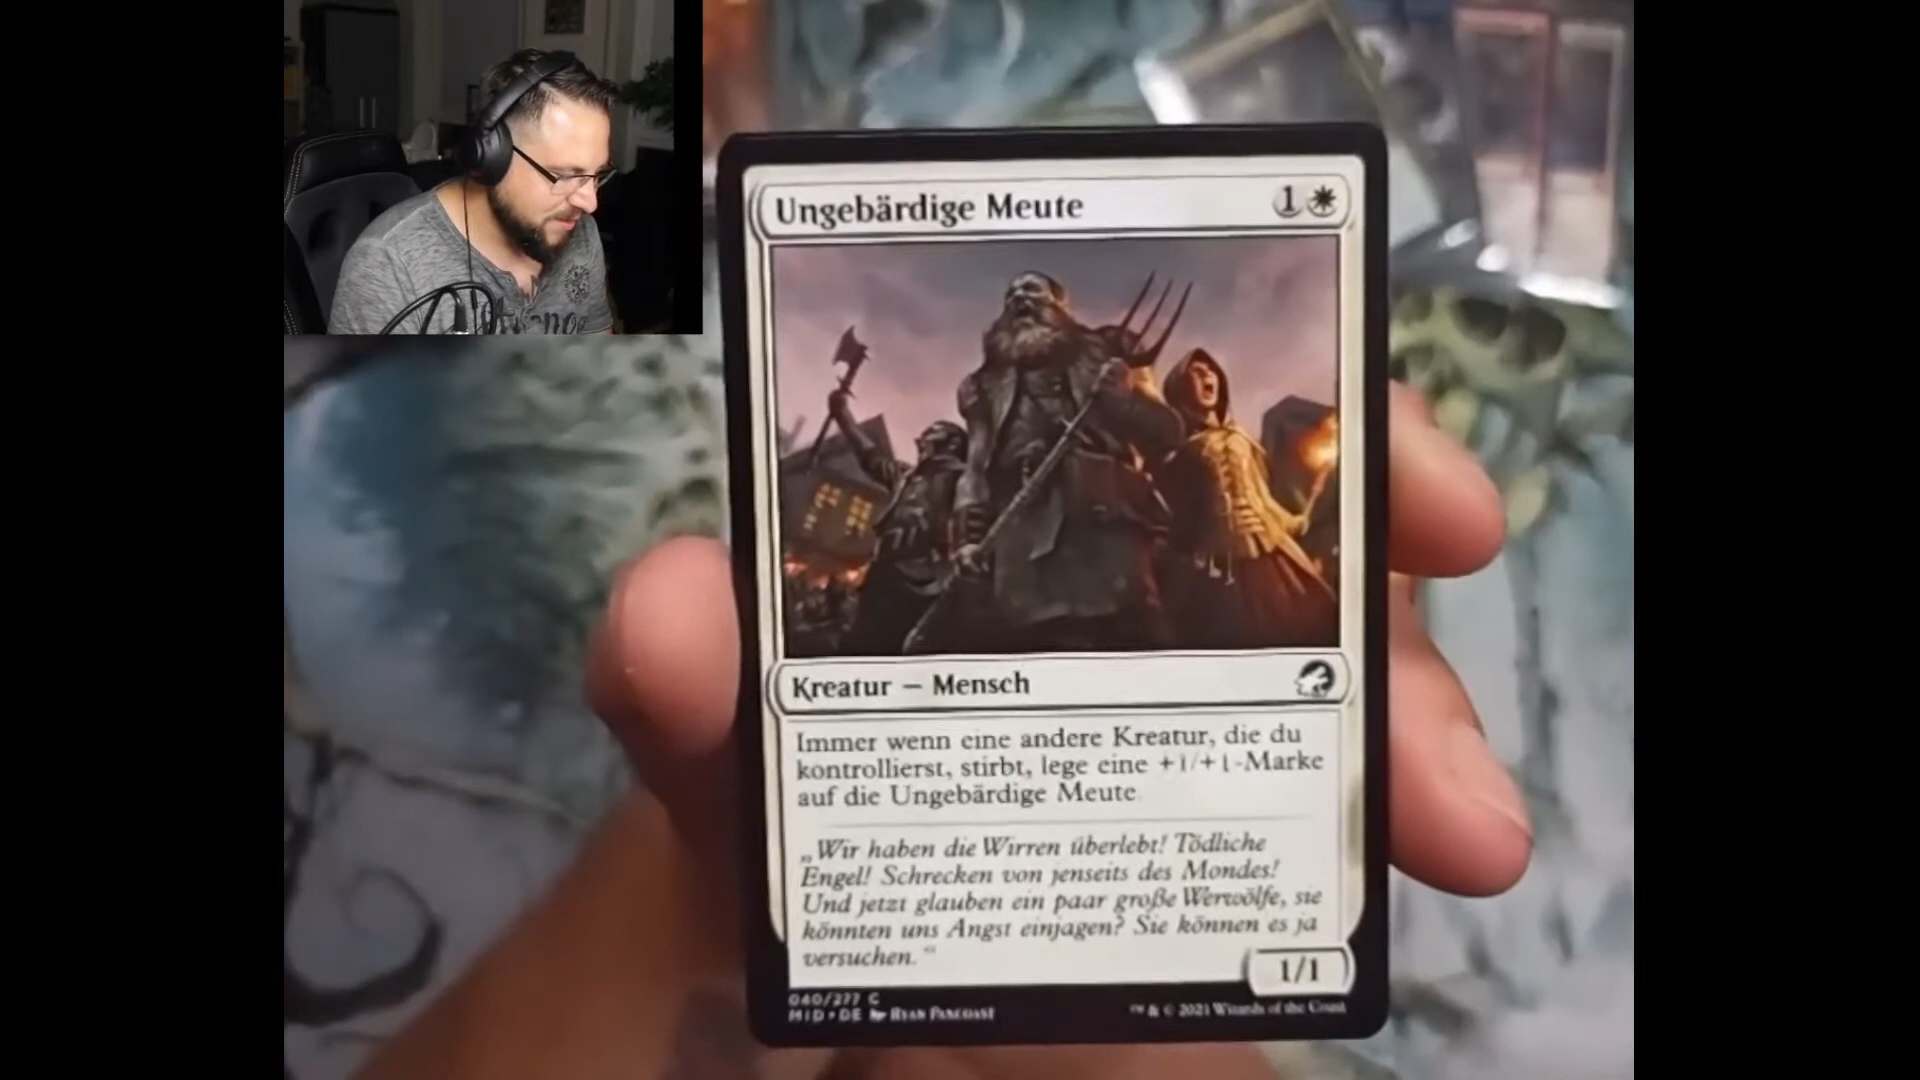 Ungebärdige Meute
1
Kreatur – Mensch
Immer wenn eine andere Kreatur, die du
kontrollierst, stirbt, lege eine +1/+1-Marke
auf die Ungebärdige Meute.
„Wir haben die Wirren überlebt! Tödliche
Engel! Schrecken von jenseits des Mondes!
Und jetzt glauben ein paar große Werwölfe, sie
könnten uns Angst einjagen? Sie können es ja
versuchen.“
1/1
040/277 C
MID • DE Ryan Pancoast
™ & © 2021 Wizards of the Coast